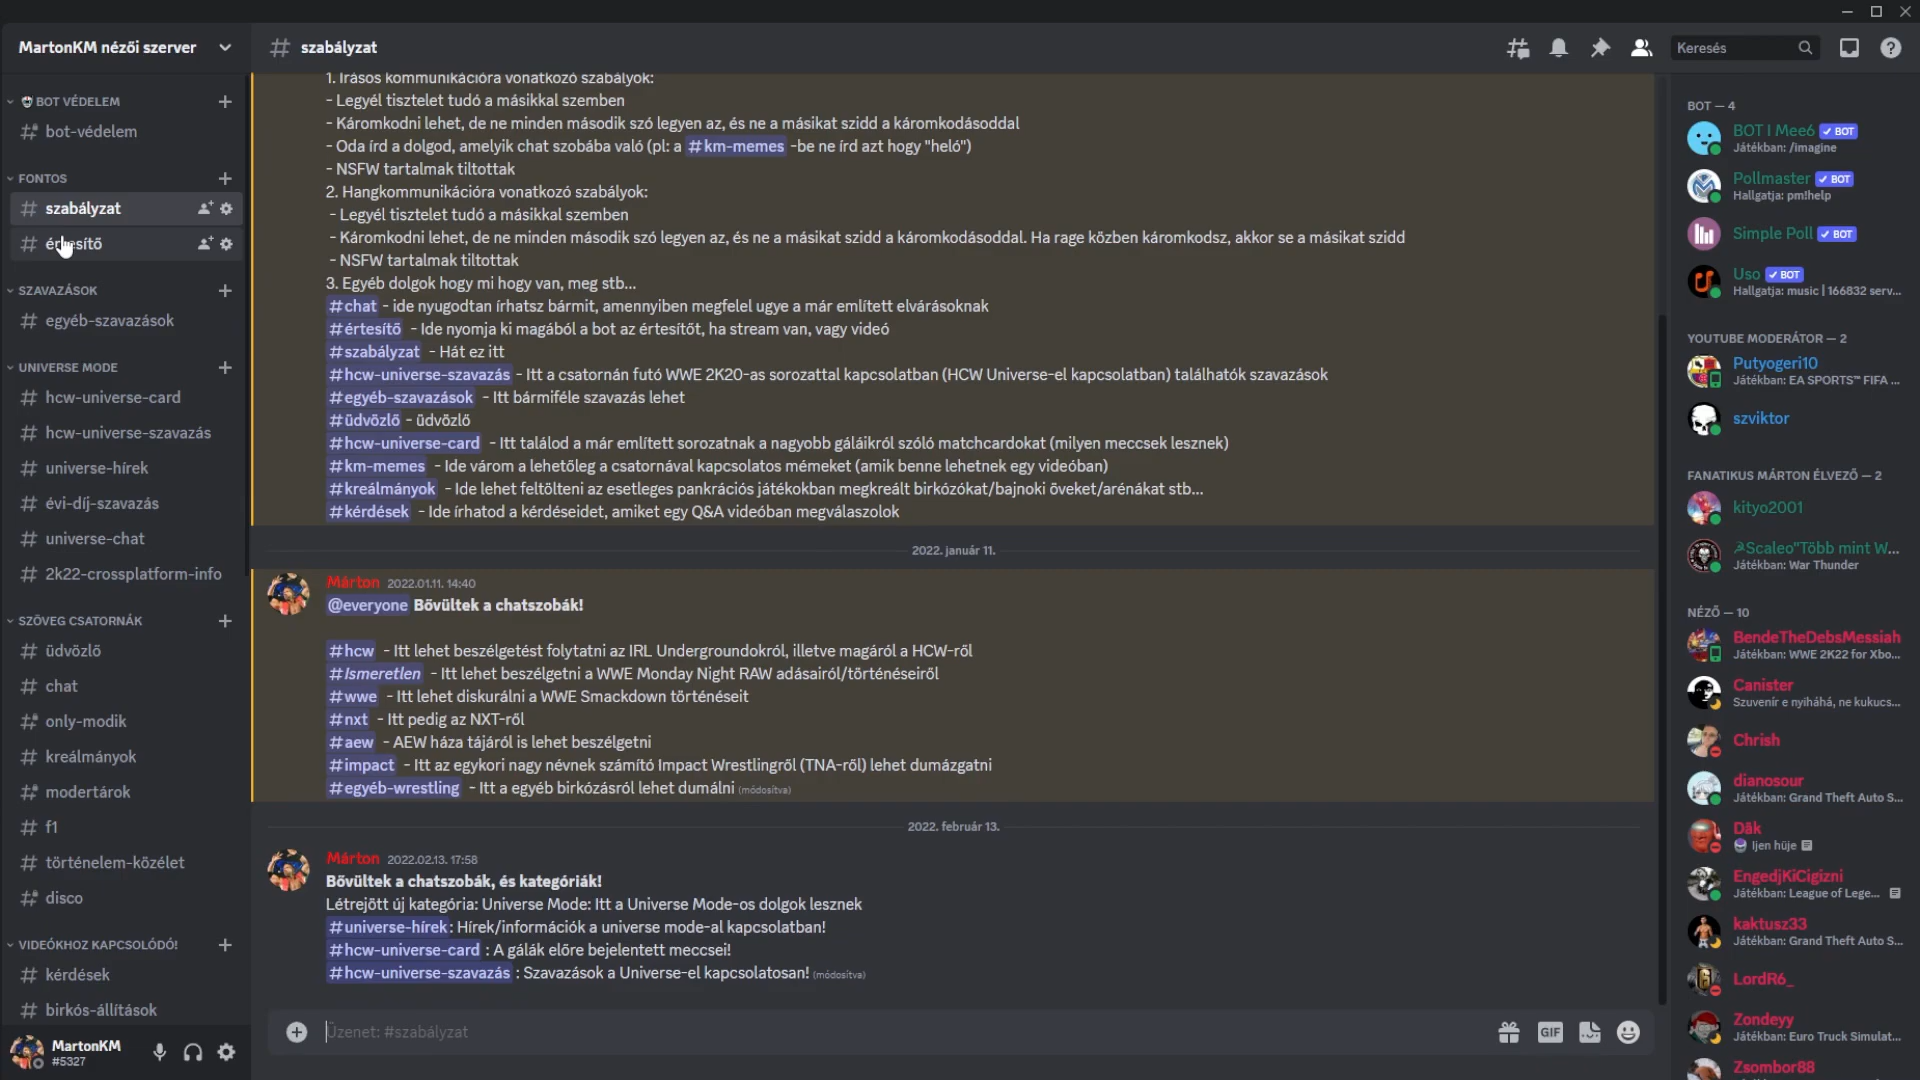 MartonKM nézői szerver
BOT VÉDELEM
bot-védelem
FONTOS
szabályzat
értesítő
SZAVAZÁSOK
egyéb-szavazások
UNIVERSE MODE
hcw-universe-card
hcw-universe-szavazás
universe-hírek
évi-díj-szavazás
universe-chat
2k22-crossplatform-info
SZÖVEG CSATORNÁK
üdvözlő
chat
only-modik
kreálmányok
modertárok
f1
történelem-közélet
disco
VIDEÓKHOZ KAPCSOLÓDÓ!
kérdések
birkós-állítások
MartonKM
#5327
szabályzat
Keresés
1. Írásos kommunikációra vonatkozó szabályok:
- Legyél tisztelet tudó a másikkal szemben
- Káromkodni lehet, de ne minden második szó legyen az, és ne a másikat szidd a káromkodásoddal
- Oda írd a dolgod, amelyik chat szobába való (pl: a #km-memes -be ne írd azt hogy "heló")
- NSFW tartalmak tiltottak
2. Hangkommunikációra vonatkozó szabályok:
- Legyél tisztelet tudó a másikkal szemben
- Káromkodni lehet, de ne minden második szó legyen az, és ne a másikat szidd a káromkodásoddal. Ha rage közben káromkodsz, akkor se a másikat szidd
- NSFW tartalmak tiltottak
3. Egyéb dolgok hogy mi hogy van, meg stb...
#chat - ide nyugodtan írhatsz bármit, amennyiben megfelel ugye a már említett elvárásoknak
#értesítő - Ide nyomja ki magából a bot az értesítőt, ha stream van, vagy videó
#szabályzat - Hát ez itt
#hcw-universe-szavazás - Itt a csatornán futó WWE 2K20-as sorozattal kapcsolatban (HCW Universe-el kapcsolatban) találhatók szavazások
#egyéb-szavazások - Itt bármiféle szavazás lehet
#üdvözlő - üdvözlő
#hcw-universe-card - Itt találod a már említett sorozatnak a nagyobb gáláikról szóló matchcardokat (milyen meccsek lesznek)
#km-memes - Ide várom a lehetőleg a csatornával kapcsolatos mémeket (amik benne lehetnek egy videóban)
#kreálmányok - Ide lehet feltölteni az esetleges pankrációs játékokban megkreált birkózókat/bajnoki öveket/arénákat stb...
#kérdések - Ide írhatod a kérdéseidet, amiket egy Q&A videóban megválaszolok
2022. január 11.
Márton 2022.01.11. 14:40
@everyone Bővültek a chatszobák!
#hcw - Itt lehet beszélgetést folytatni az IRL Undergroundokról, illetve magáról a HCW-ről
#Ismeretlen - Itt lehet beszélgetni a WWE Monday Night RAW adásairól/történéseiről
#wwe - Itt lehet diskurálni a WWE Smackdown történéseit
#nxt - Itt pedig az NXT-ről
#aew - AEW háza tájáról is lehet beszélgetni
#impact - Itt az egykori nagy névnek számító Impact Wrestlingről (TNA-ről) lehet dumázgatni
#egyéb-wrestling - Itt a egyéb birkózásról lehet dumálni (módosítva)
2022. február 13.
Márton 2022.02.13. 17:58
Bővültek a chatszobák, és kategóriák!
Létrejött új kategória: Universe Mode: Itt a Universe Mode-os dolgok lesznek
#universe-hírek: Hírek/információk a universe mode-al kapcsolatban!
#hcw-universe-card : A gálák előre bejelentett meccsei!
#hcw-universe-szavazás : Szavazások a Universe-el kapcsolatosan! (módosítva)
Üzenet: #szabályzat
GIF
BOT — 4
BOT I Mee6 BOT
Játékban: /imagine
Pollmaster BOT
Hallgatja: pm!help
Simple Poll BOT
Uso BOT
Hallgatja: music | 166832 serv...
YOUTUBE MODERÁTOR — 2
Putyogeri10
Játékban: EA SPORTS™ FIFA ...
szviktor
FANATIKUS MÁRTON ÉLVEZŐ — 2
kityo2001
☭Scaleo"Több mint W...
Játékban: War Thunder
NÉZŐ — 10
BendeTheDebsMessiah
Játékban: WWE 2K22 for Xbo...
Canister
Szuvenír e nyiháhá, ne kukucs...
Chrish
dianosour
Játékban: Grand Theft Auto S...
Däk
Ijen hüje
EngedjKiCigizni
Játékban: League of Lege...
kaktusz33
Játékban: Grand Theft Auto S...
LordR6_
Zondeyy
Játékban: Euro Truck Simulat...
Zsombor88